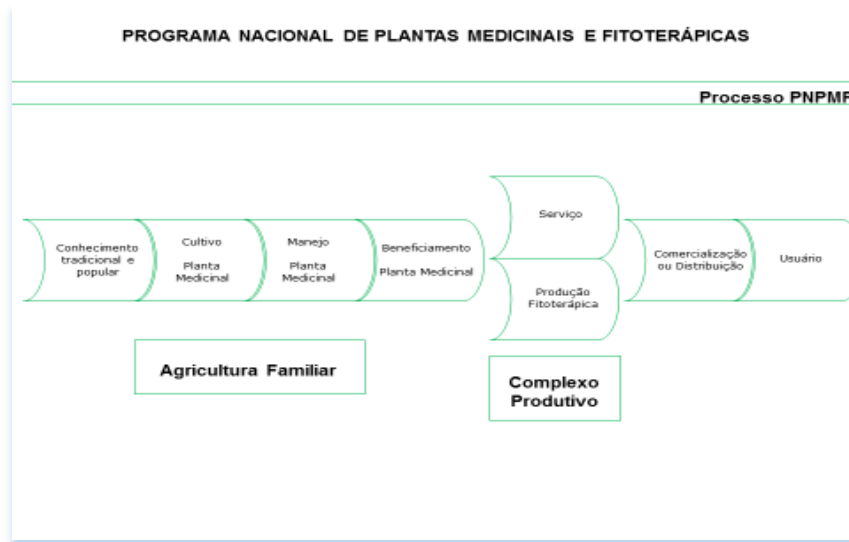 PROGRAMA NACIONAL DE PLANTAS MEDICINAIS E FITOTERÁPICAS
Processo PNPMF
Conhecimento
tradicional e
popular
Cultivo
Planta
Medicinal
Manejo
Planta
Medicinal
Beneficiamento
Planta Medicinal
Serviço
Produção
Fitoterápica
Comercialização
ou Distribuição
Usuário
Agricultura Familiar
Complexo
Produtivo